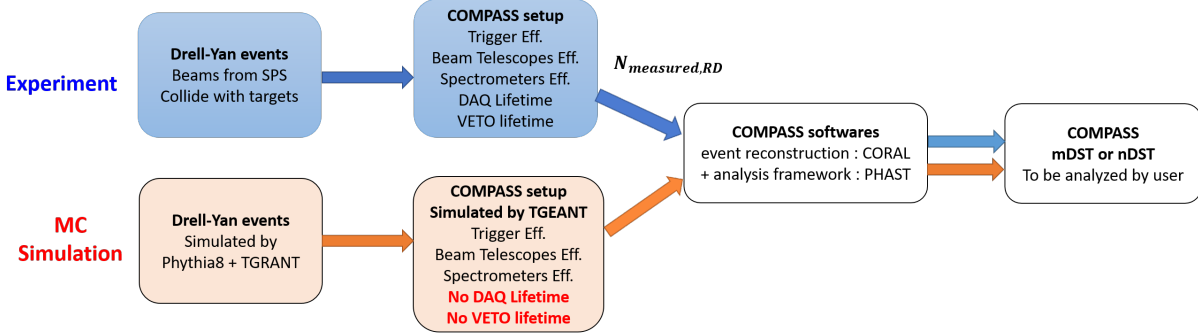 Experiment
Drell-Yan events
Beams from SPS
Collide with targets
COMPASS setup
Trigger Eff.
Beam Telescopes Eff.
Spectrometers Eff.
DAQ Lifetime
VETO lifetime
N_measured,RD
MC
Simulation
Drell-Yan events
Simulated by
Phythia8 + TGRANT
COMPASS setup
Simulated by TGEANT
Trigger Eff.
Beam Telescopes Eff.
Spectrometers Eff.
No DAQ Lifetime
No VETO lifetime
COMPASS softwares
event reconstruction : CORAL
+ analysis framework : PHAST
COMPASS
mDST or nDST
To be analyzed by user